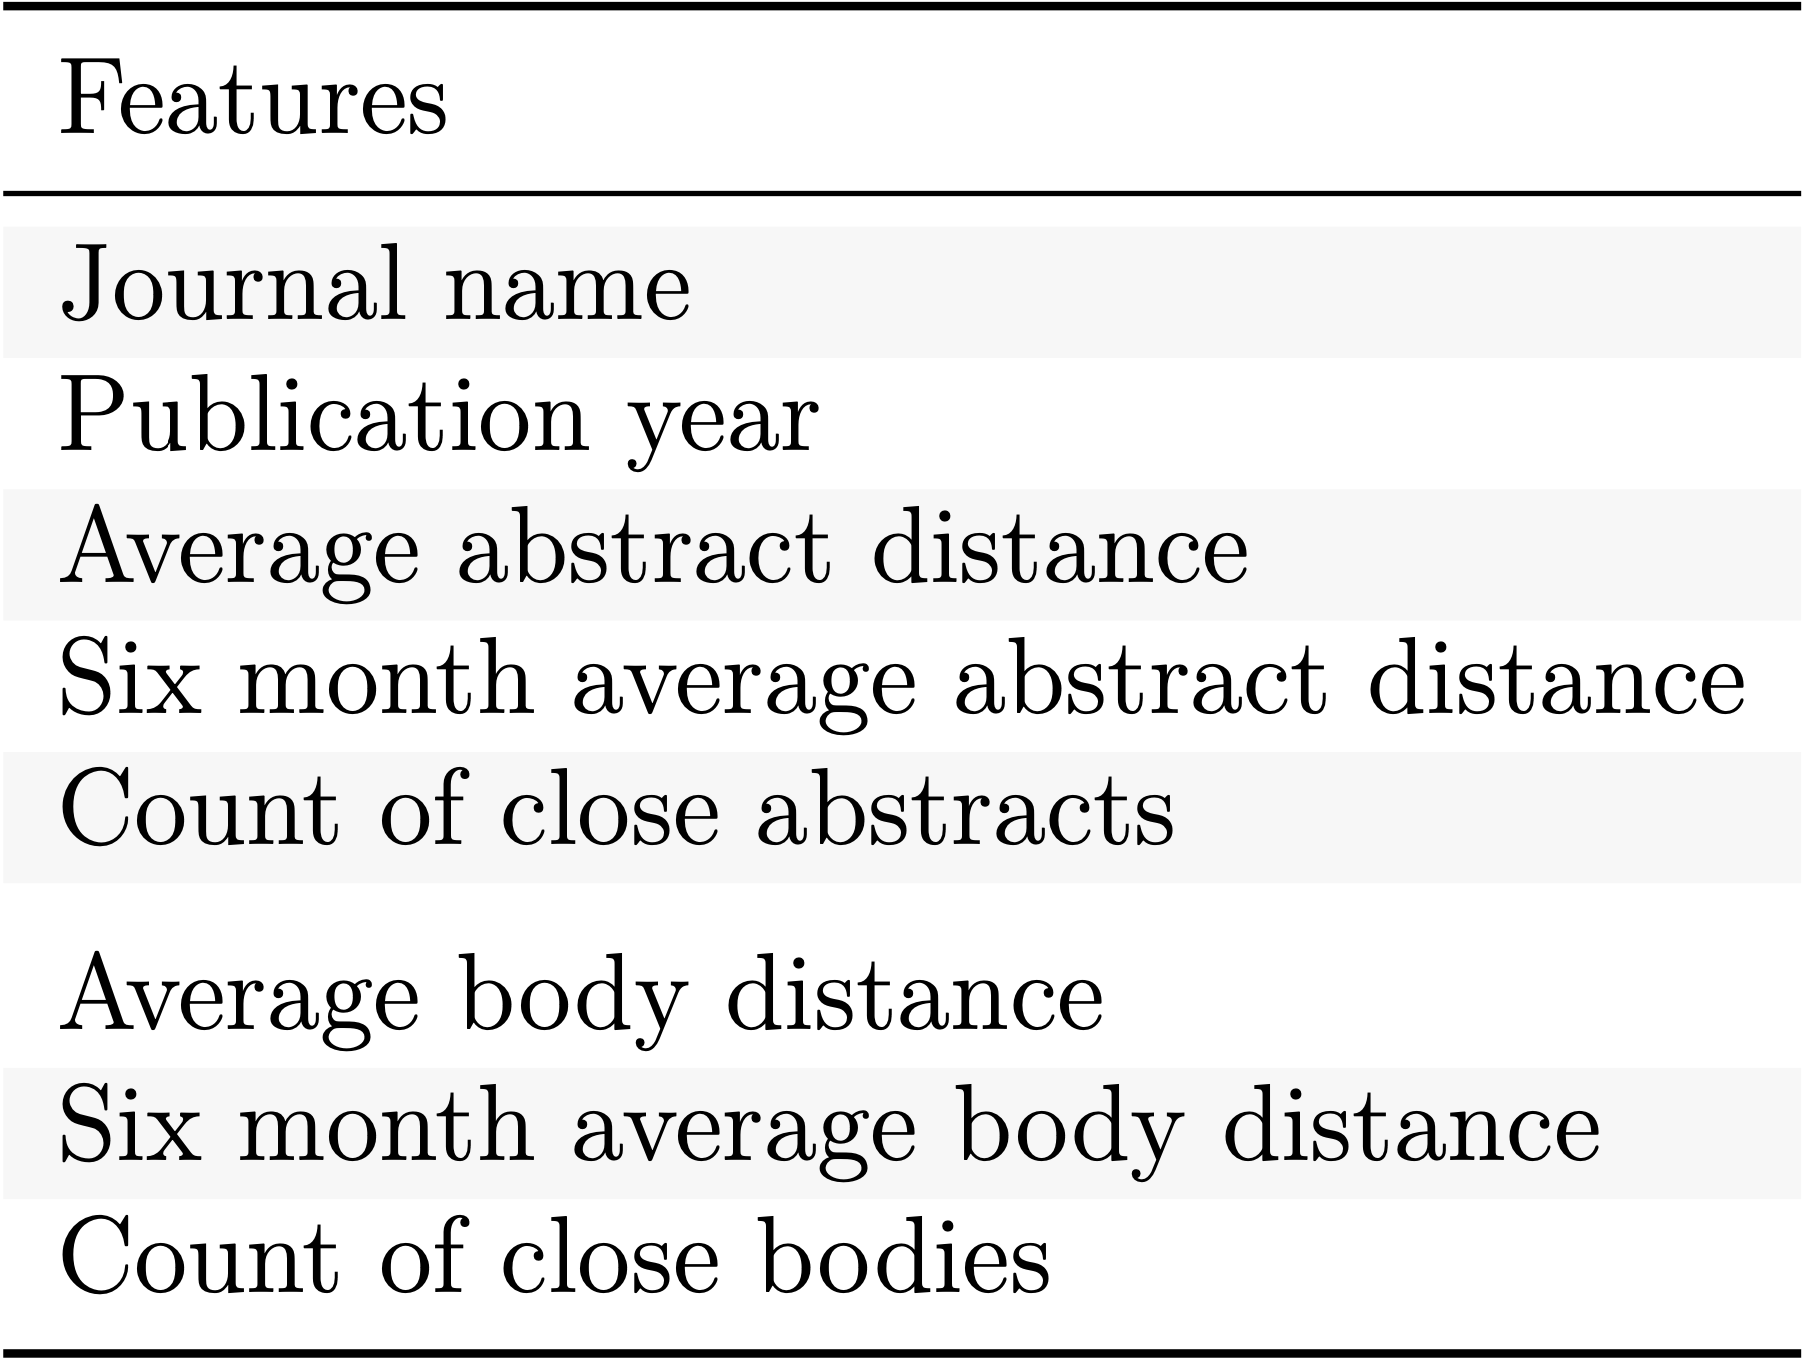 Features
Journal name
Publication year
Average abstract distance
Six month average abstract distance
Count of close abstracts
Average body distance
Six month average body distance
Count of close bodies